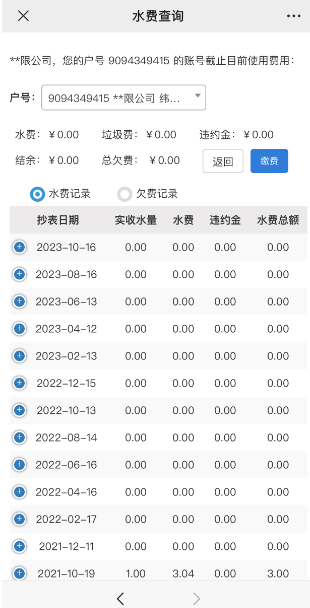 水费查询
**限公司，您的户号 9094349415 的账号截止目前使用费用：
户号： 9094349415 **限公司 纬...
水费：￥0.00 垃圾费：￥0.00 违约金：￥0.00
结余：￥0.00 总欠费：￥0.00 返回 缴费
水费记录 欠费记录
抄表日期 实收水量 水费 违约金 水费总额
2023-10-16 0.00 0.00 0.00 0.00
2023-08-16 0.00 0.00 0.00 0.00
2023-06-13 0.00 0.00 0.00 0.00
2023-04-12 0.00 0.00 0.00 0.00
2023-02-13 0.00 0.00 0.00 0.00
2022-12-15 0.00 0.00 0.00 0.00
2022-10-13 0.00 0.00 0.00 0.00
2022-08-14 0.00 0.00 0.00 0.00
2022-06-16 0.00 0.00 0.00 0.00
2022-04-16 0.00 0.00 0.00 0.00
2022-02-17 0.00 0.00 0.00 0.00
2021-12-11 0.00 0.00 0.00 0.00
2021-10-19 1.00 3.04 0.00 3.00